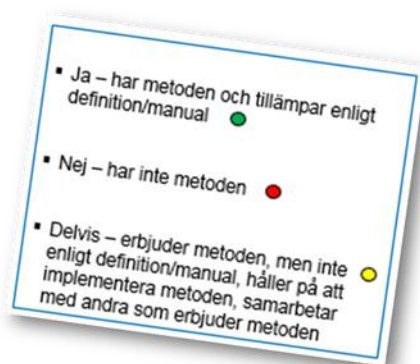 ▪ Ja – har metoden och tillämpar enligt
definition/manual
▪ Nej – har inte metoden
▪ Delvis – erbjuder metoden, men inte
enligt definition/manual, håller på att
implementera metoden, samarbetar
med andra som erbjuder metoden